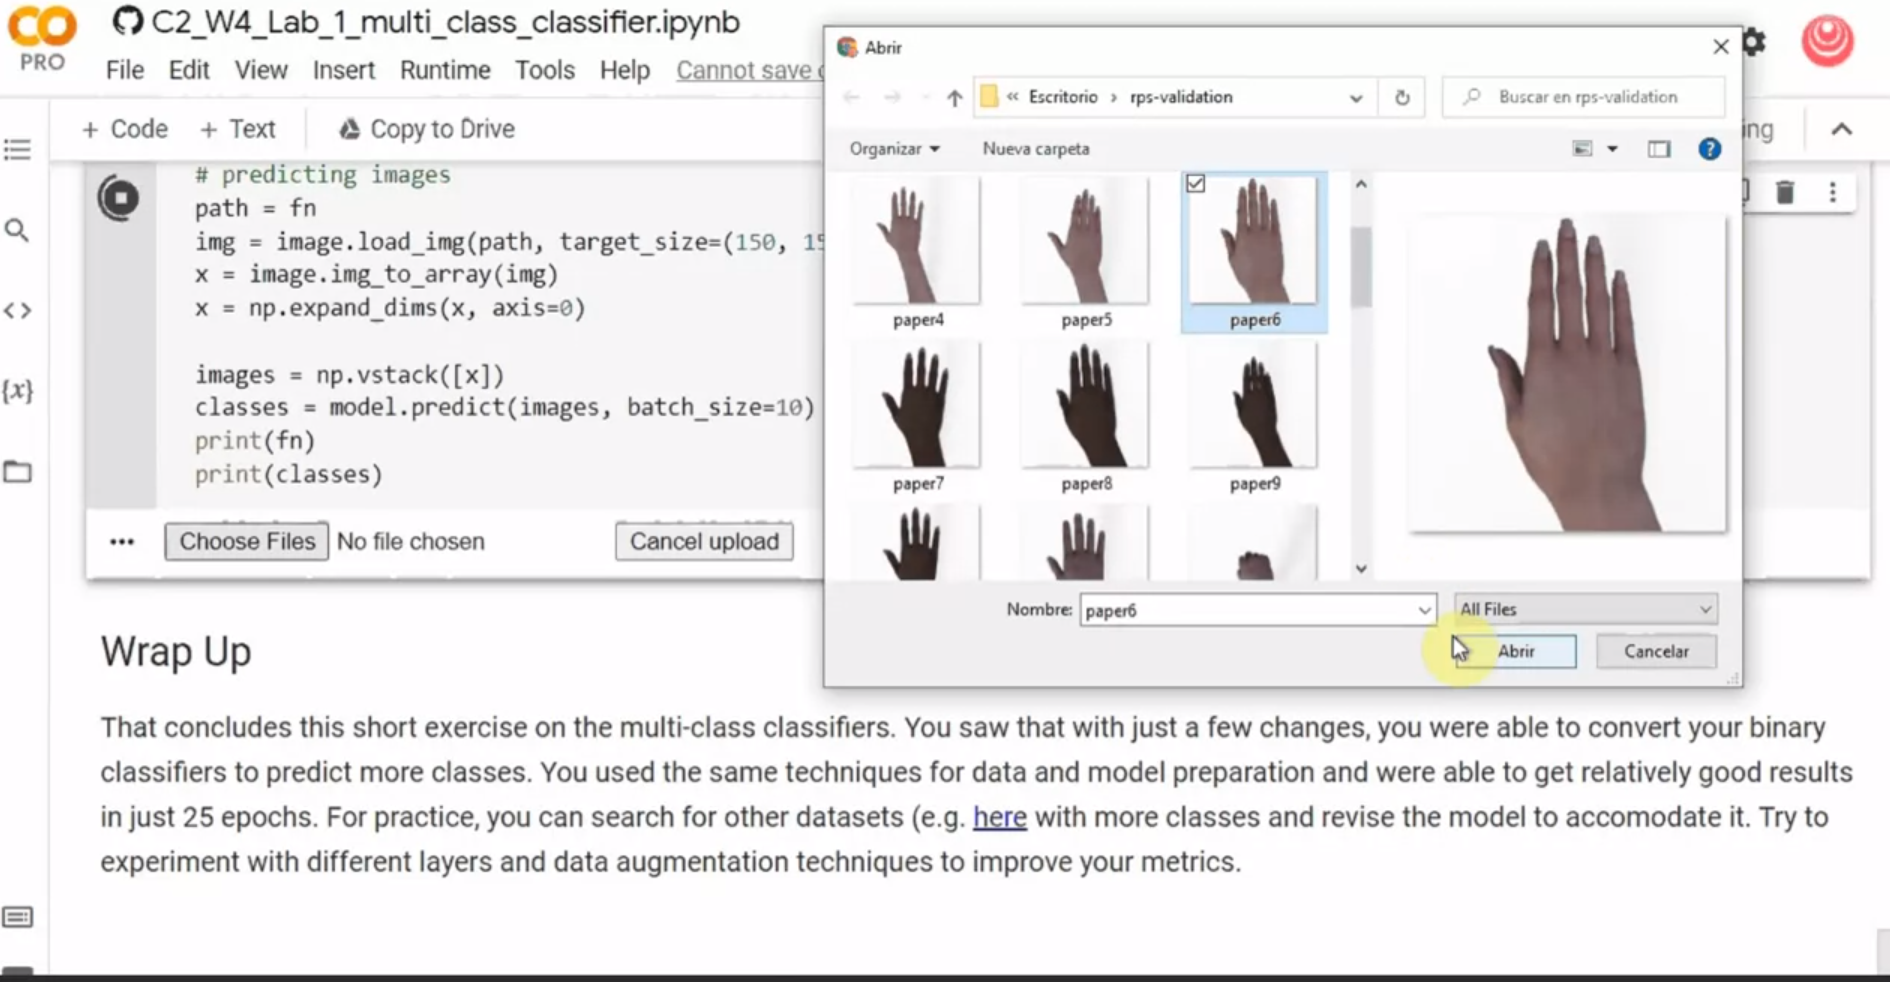 C2_W4_Lab_1_multi_class_classifier.ipynb
PRO
File Edit View Insert Runtime Tools Help Cannot save
+ Code + Text Copy to Drive
# predicting images
path = fn
img = image.load_img(path, target_size=(150, 15
x = image.img_to_array(img)
x = np.expand_dims(x, axis=0)
images = np.vstack([x])
classes = model.predict(images, batch_size=10)
print(fn)
print(classes)
Choose Files No file chosen Cancel upload
Abrir
« Escritorio › rps-validation
Buscar en rps-validation
Organizar Nueva carpeta
paper4 paper5 paper6
paper7 paper8 paper9
Nombre: paper6 All Files
Abrir Cancelar
Wrap Up
That concludes this short exercise on the multi-class classifiers. You saw that with just a few changes, you were able to convert your binary
classifiers to predict more classes. You used the same techniques for data and model preparation and were able to get relatively good results
in just 25 epochs. For practice, you can search for other datasets (e.g. here with more classes and revise the model to accomodate it. Try to
experiment with different layers and data augmentation techniques to improve your metrics.